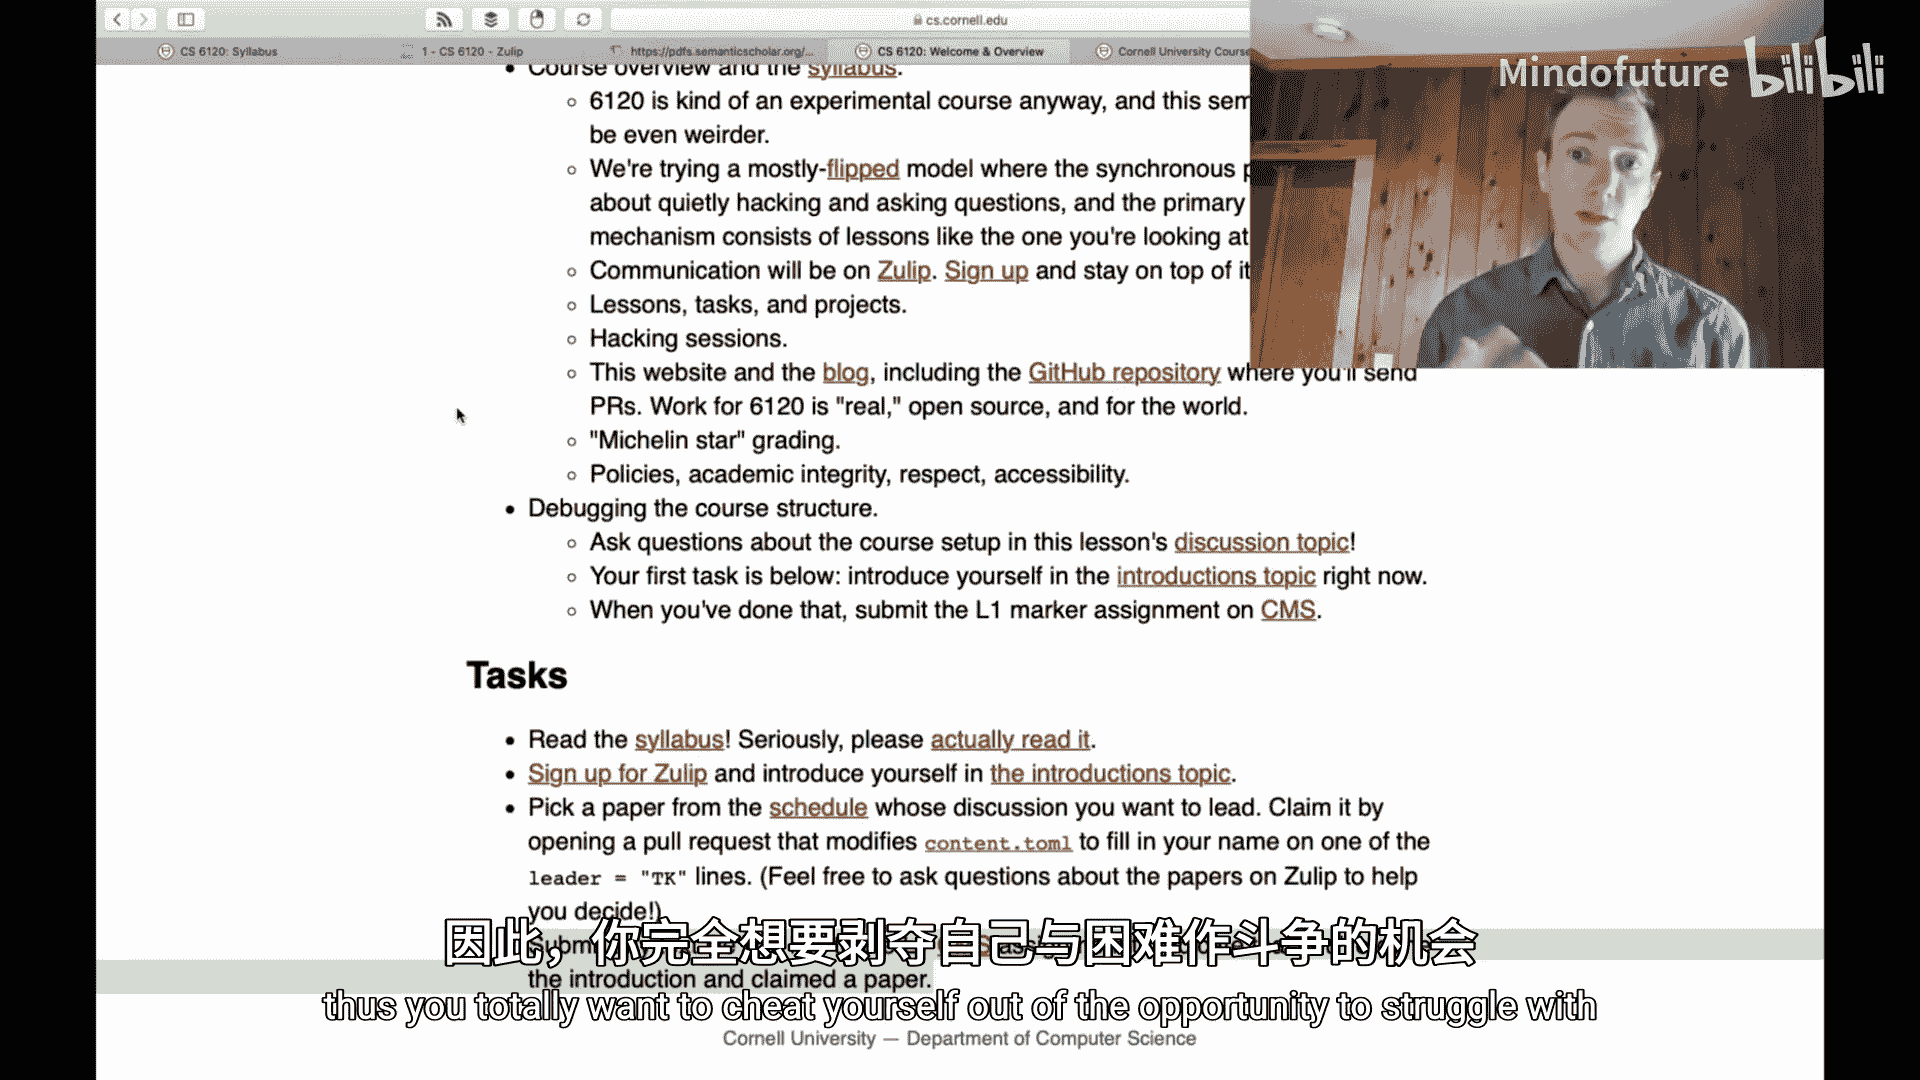 cs.cornell.edu
CS 6120: Syllabus
1 - CS 6120 - Zulip
https://pdfs.semanticscholar.org/...
CS 6120: Welcome & Overview
Cornell University Course
Mindofuture bilibili
• Course overview and the syllabus.
◦ 6120 is kind of an experimental course anyway, and this sem
be even weirder.
◦ We're trying a mostly-flipped model where the synchronous p
about quietly hacking and asking questions, and the primary
mechanism consists of lessons like the one you're looking at
◦ Communication will be on Zulip. Sign up and stay on top of it
◦ Lessons, tasks, and projects.
◦ Hacking sessions.
◦ This website and the blog, including the GitHub repository where you'll send
PRs. Work for 6120 is "real," open source, and for the world.
◦ "Michelin star" grading.
◦ Policies, academic integrity, respect, accessibility.
• Debugging the course structure.
◦ Ask questions about the course setup in this lesson's discussion topic!
◦ Your first task is below: introduce yourself in the introductions topic right now.
◦ When you've done that, submit the L1 marker assignment on CMS.
Tasks
• Read the syllabus! Seriously, please actually read it.
• Sign up for Zulip and introduce yourself in the introductions topic.
• Pick a paper from the schedule whose discussion you want to lead. Claim it by
opening a pull request that modifies content.toml to fill in your name on one of the
leader = "TK" lines. (Feel free to ask questions about the papers on Zulip to help
you decide!)
因此，你完全想要剥夺自己与困难作斗争的机会
the introduction and claimed a paper.
thus you totally want to cheat yourself out of the opportunity to struggle with
Cornell University — Department of Computer Science